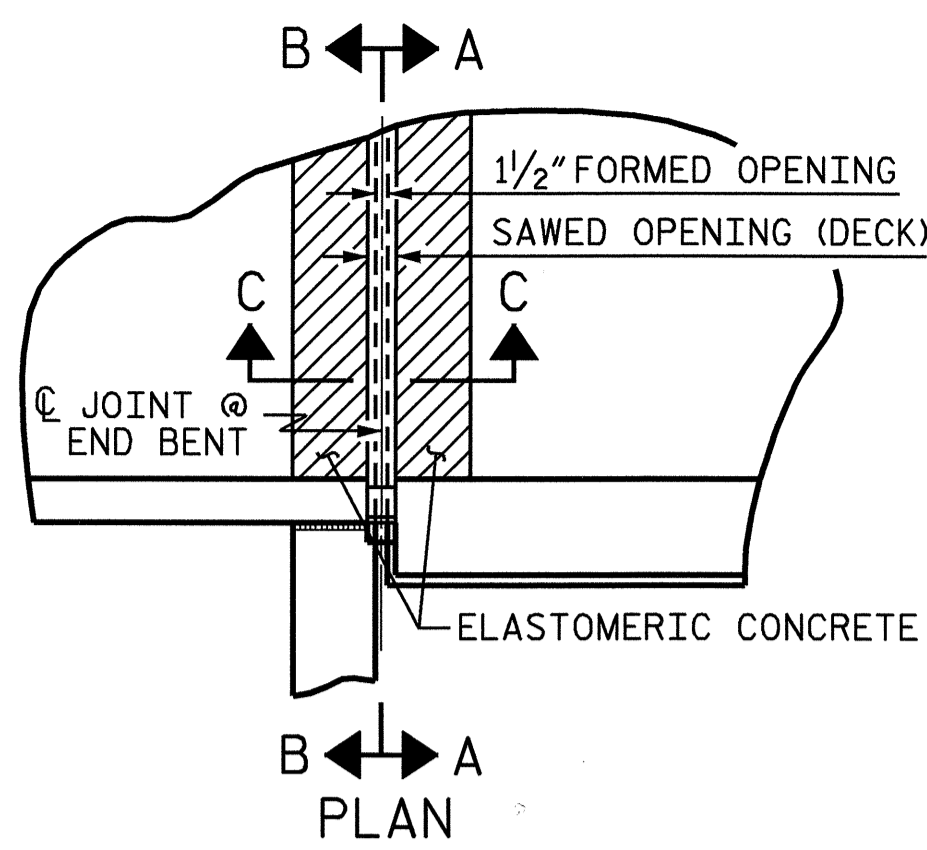 B A
1½" FORMED OPENING
SAWED OPENING (DECK)
C C
℄ JOINT @
END BENT
ELASTOMERIC CONCRETE
B A
PLAN